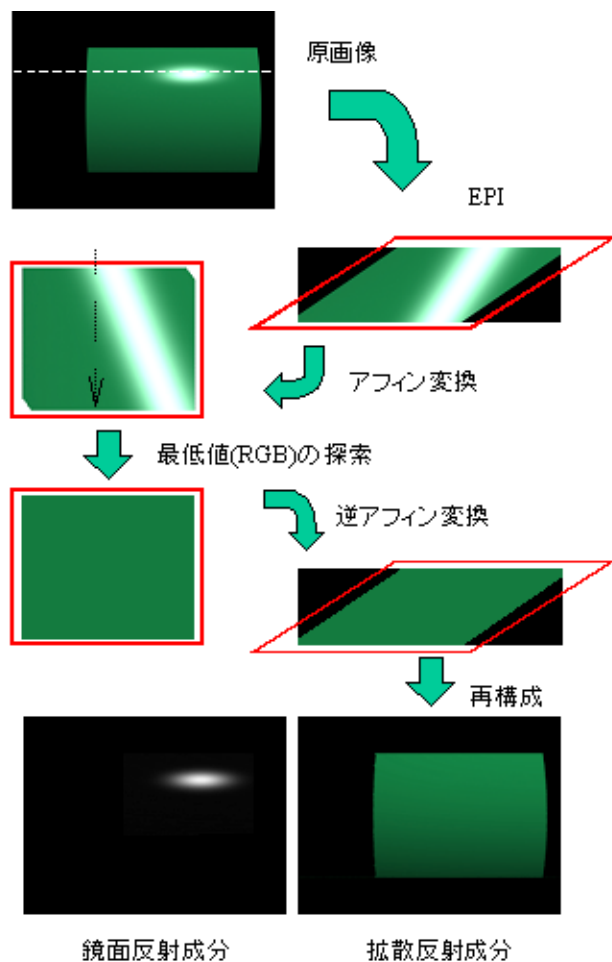 原画像
EPI
アフィン変換
最低値(RGB)の探索
逆アフィン変換
再構成
鏡面反射成分
拡散反射成分